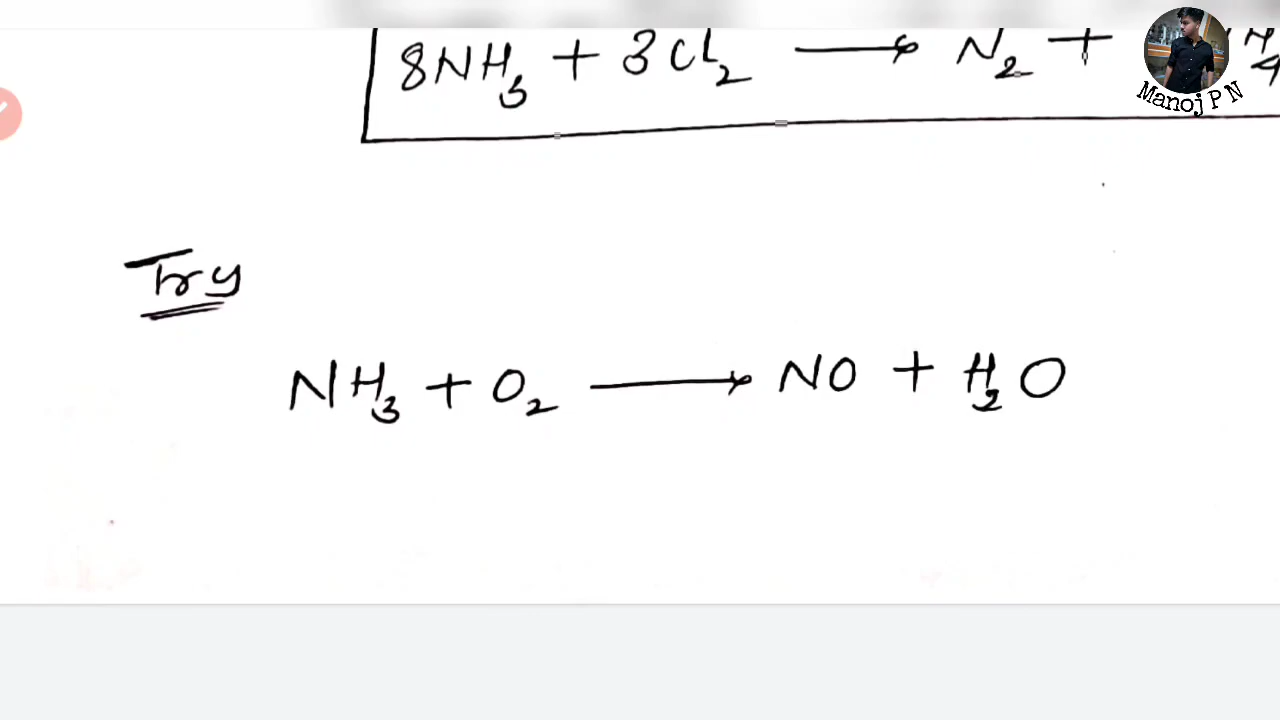 8NH₃ + 3Cl₂ ⟶ N₂ +
Manoj P N
Try
NH₃ + O₂ ⟶ NO + H₂O